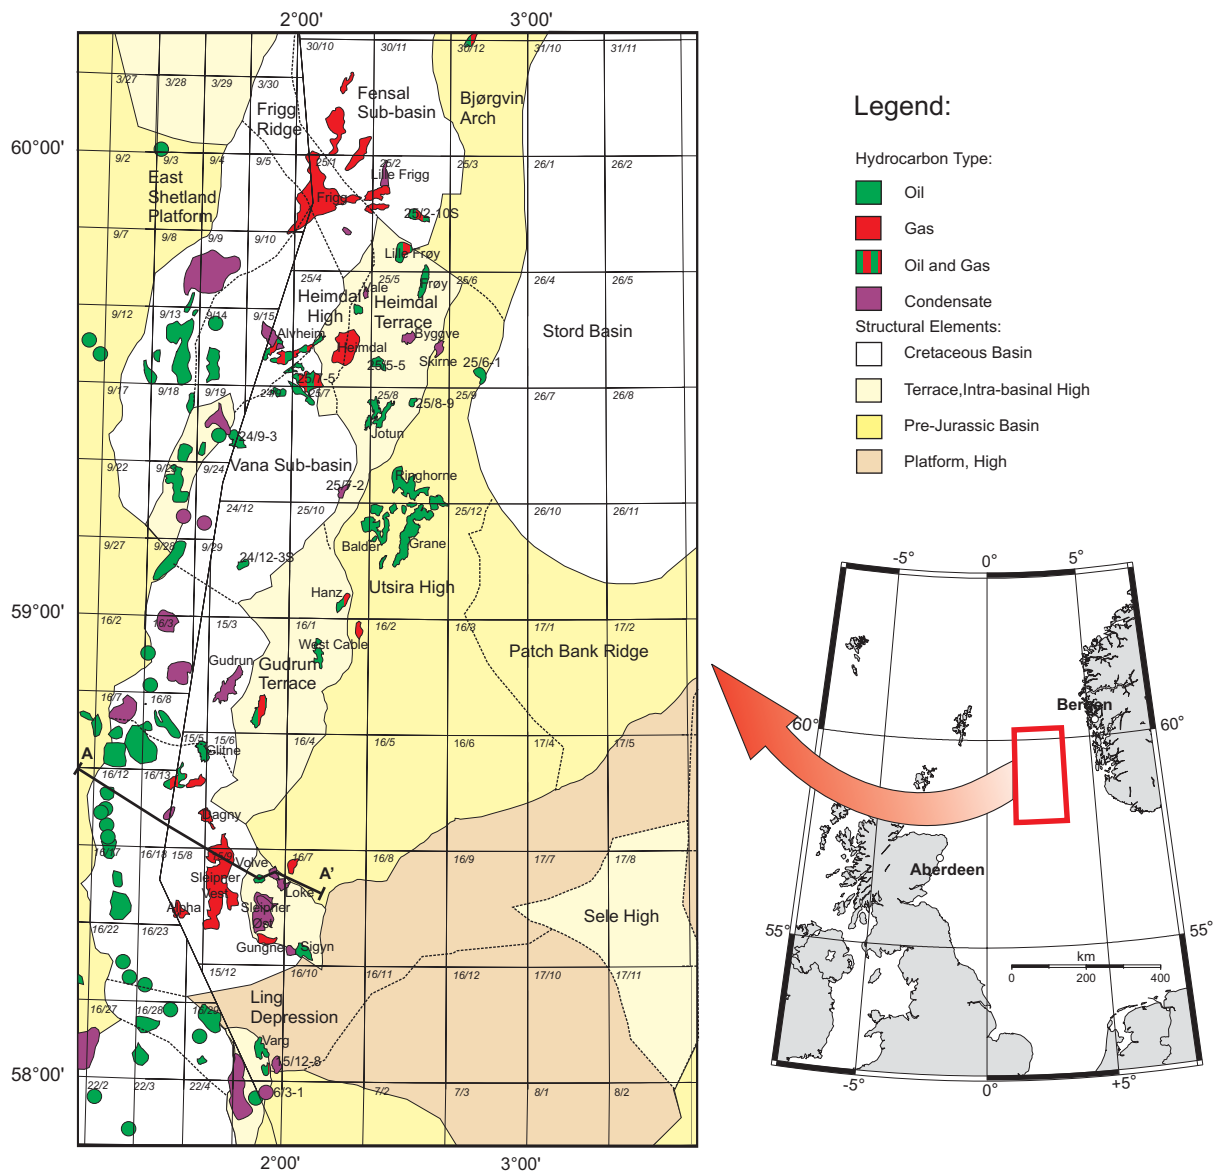 2°00'
3°00'
30/10
30/11
30/12
31/10
31/11
3/27
3/28
3/29
3/30
Frigg
Ridge
Fensal
Sub-basin
Bjørgvin
Arch
60°00'
9/2
9/3
9/4
9/5
25/1
25/2
25/3
26/1
26/2
East
Shetland
Platform
Lille Frigg
Frigg
25/2-10S
9/7
9/8
9/9
9/10
Lille Frøy
25/4
25/5
25/6
26/4
26/5
Frøy
Vale
Heimdal
High
Heimdal
Terrace
Stord Basin
9/12
9/13
9/14
9/15
Alvheim
Heimdal
Byggve
Skirne
25/5-5
25/6-1
25/7-5
9/17
9/18
9/19
24/6
25/7
25/8
25/9
26/7
26/8
25/8-9
Jotun
24/9-3
Vana Sub-basin
9/22
9/23
9/24
Ringhorne
25/7-2
24/12
25/10
25/12
26/10
26/11
9/27
9/28
9/29
Balder
Grane
24/12-3S
Utsira High
Hanz
59°00'
16/2
16/3
15/3
16/1
16/2
16/3
17/1
17/2
West Cable
Patch Bank Ridge
Gudrun
Gudrun
Terrace
16/7
16/8
15/5
15/6
16/4
16/5
16/6
17/4
17/5
Glitne
A
16/12
16/13
Dagny
16/17
16/18
15/8
15/9
16/7
16/8
16/9
17/7
17/8
Volve
A'
Sleipner
Vest
Loke
Alpha
Sleipner
Øst
Sele High
16/22
16/23
Gungne
Sigyn
15/12
16/10
16/11
16/12
17/10
17/11
Ling
Depression
16/27
16/28
16/29
Varg
15/12-8
58°00'
22/2
22/3
22/4
6/3-1
7/2
7/3
8/1
8/2
2°00'
3°00'
Legend:
Hydrocarbon Type:
Oil
Gas
Oil and Gas
Condensate
Structural Elements:
Cretaceous Basin
Terrace,Intra-basinal High
Pre-Jurassic Basin
Platform, High
-5°
0°
5°
Bergen
60°
60°
Aberdeen
55°
55°
km
0
200
400
-5°
0°
+5°